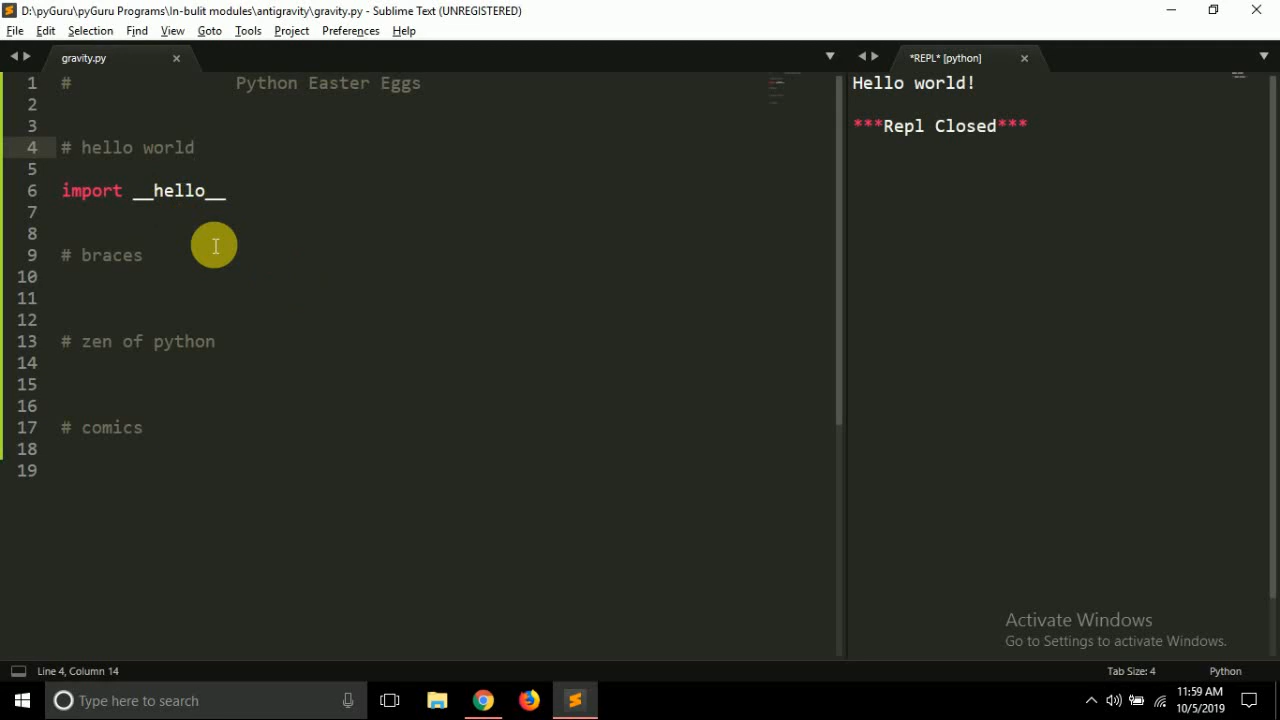 D:\pyGuru\pyGuru Programs\In-bulit modules\antigravity\gravity.py - Sublime Text (UNREGISTERED)
File Edit Selection Find View Goto Tools Project Preferences Help
gravity.py
*REPL* [python]
1 # Python Easter Eggs
2
3
4 # hello world
5
6 import __hello__
7
8
9 # braces
10
11
12
13 # zen of python
14
15
16
17 # comics
18
19
Hello world!
***Repl Closed***
Activate Windows
Go to Settings to activate Windows.
Line 4, Column 14
Tab Size: 4
Python
Type here to search
11:59 AM
10/5/2019